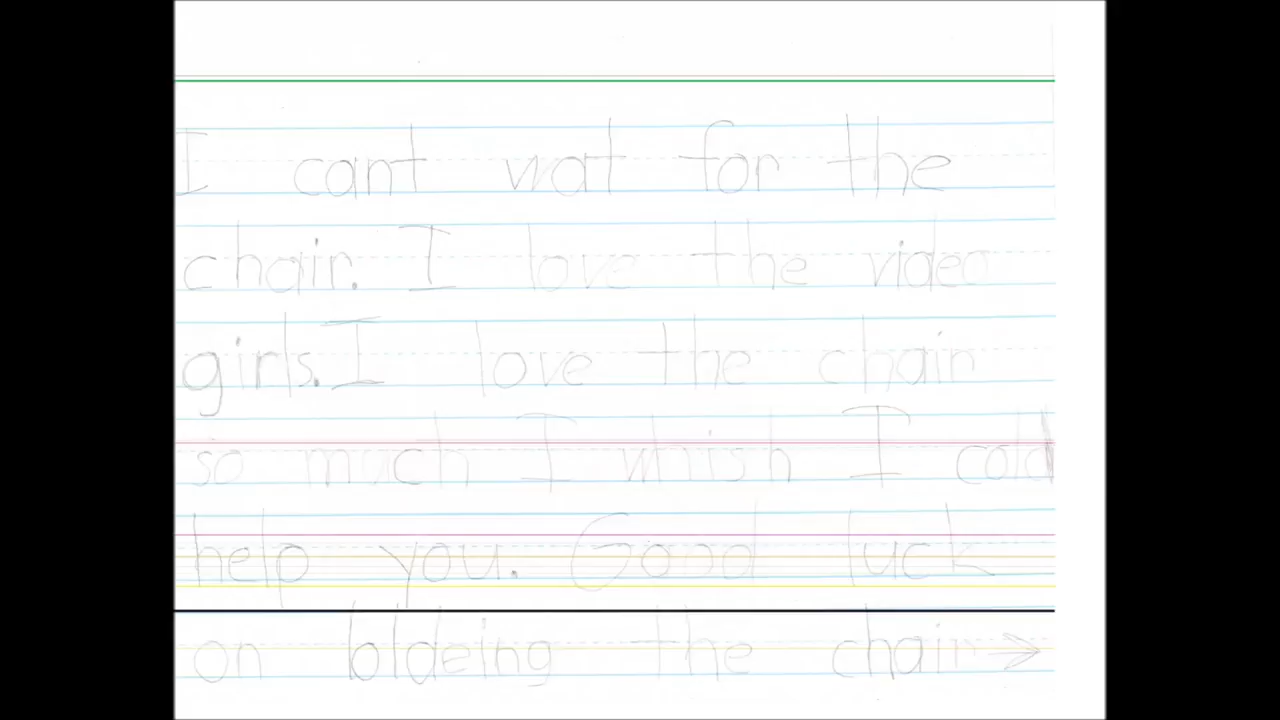 I cant wat for the
chair. I love the video
girls. I love the chair
so much I whish I cold
help you. Good luck
on bldeing the chair→